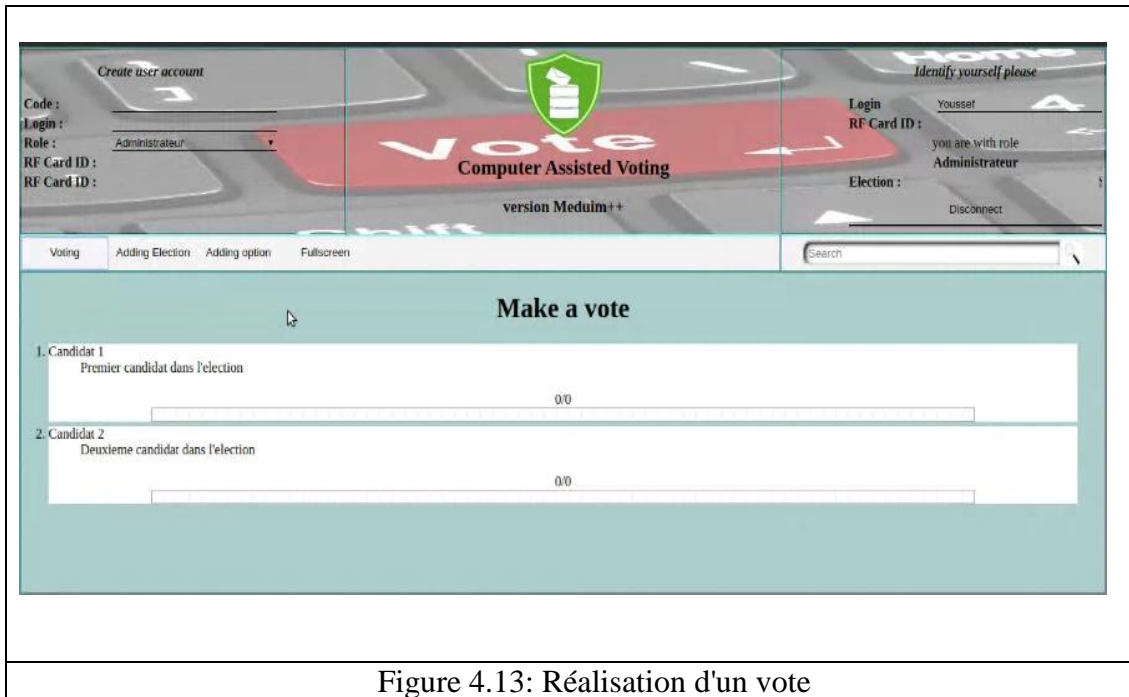 Create user account
Code :
Login :
Role : Administrateur
RF Card ID :
RF Card ID :
Vote
Computer Assisted Voting
version Meduim++
Shift
Home
Identify yourself please
Login Youssef
RF Card ID :
you are with role
Administrateur
Election :
Disconnect
Voting Adding Election Adding option Fullscreen
Search
Make a vote
1. Candidat 1
Premier candidat dans l'election
0/0
2. Candidat 2
Deuxieme candidat dans l'election
0/0
Figure 4.13: Réalisation d'un vote